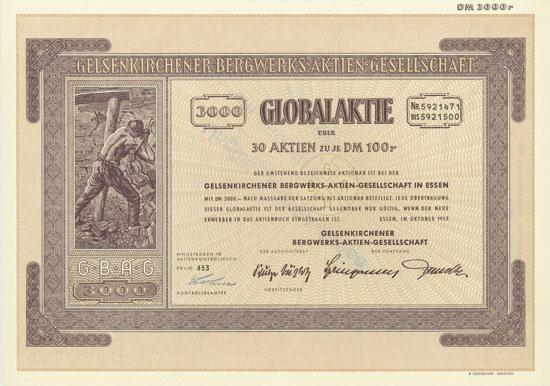 DM 3000.-
GELSENKIRCHENER BERGWERKS-AKTIEN-GESELLSCHAFT
3000
GLOBALAKTIE
Nr. 5921471
BIS 5921500
ÜBER
30 AKTIEN ZU JE DM 100.-
DER UMSTEHEND BEZEICHNETE AKTIONÄR IST BEI DER
GELSENKIRCHENER BERGWERKS-AKTIEN-GESELLSCHAFT IN ESSEN
MIT DM 3000.- NACH MASSGABE DER SATZUNG ALS AKTIONÄR BETEILIGT. JEDE ÜBERTRAGUNG
DIESER GLOBALAKTIE IST DER GESELLSCHAFT GEGENÜBER NUR GÜLTIG, WENN DER NEUE
ERWERBER IN DAS AKTIENBUCH EINGETRAGEN IST.
ESSEN, IM OKTOBER 1953
GELSENKIRCHENER
BERGWERKS-AKTIEN-GESELLSCHAFT
EINGETRAGEN IM
AKTIENKONTROLLBUCH
FOLIO 453
DER AUFSICHTSRAT
DER VORSTAND
KONTROLLBEAMTER
G·B·A·G
3000